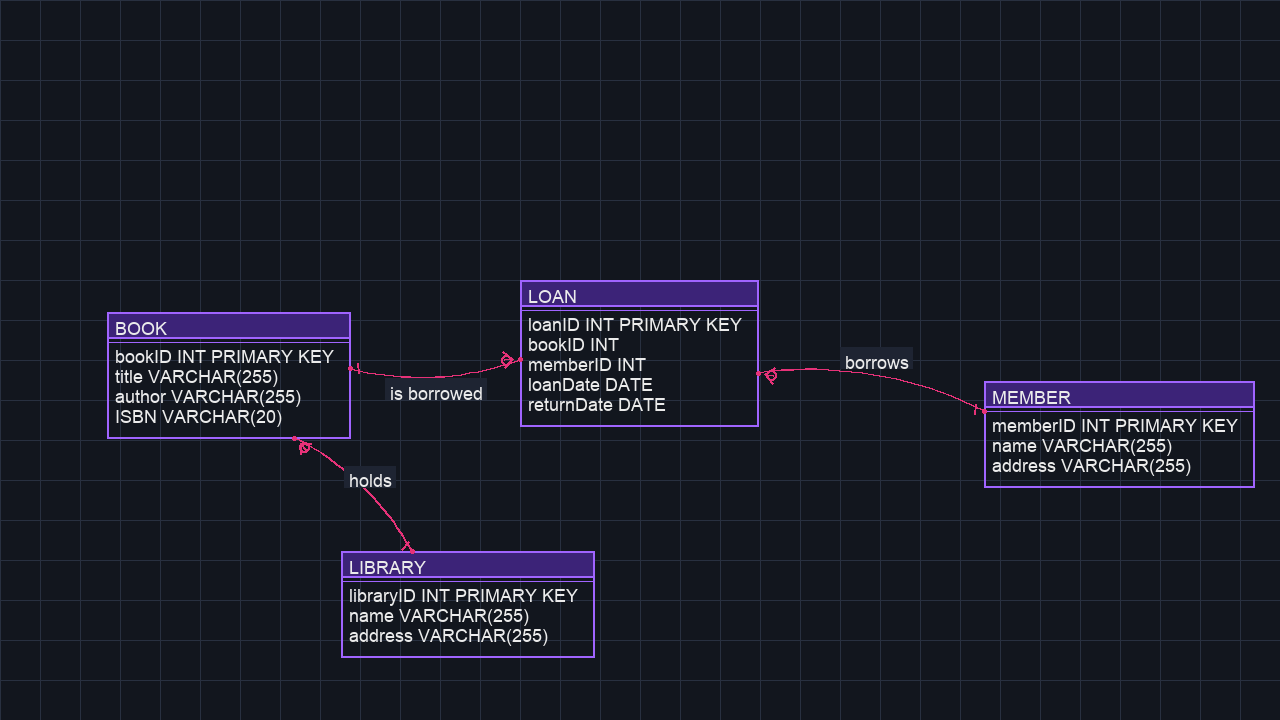 BOOK
bookID INT PRIMARY KEY
title VARCHAR(255)
author VARCHAR(255)
ISBN VARCHAR(20)
is borrowed
LOAN
loanID INT PRIMARY KEY
bookID INT
memberID INT
loanDate DATE
returnDate DATE
borrows
MEMBER
memberID INT PRIMARY KEY
name VARCHAR(255)
address VARCHAR(255)
holds
LIBRARY
libraryID INT PRIMARY KEY
name VARCHAR(255)
address VARCHAR(255)